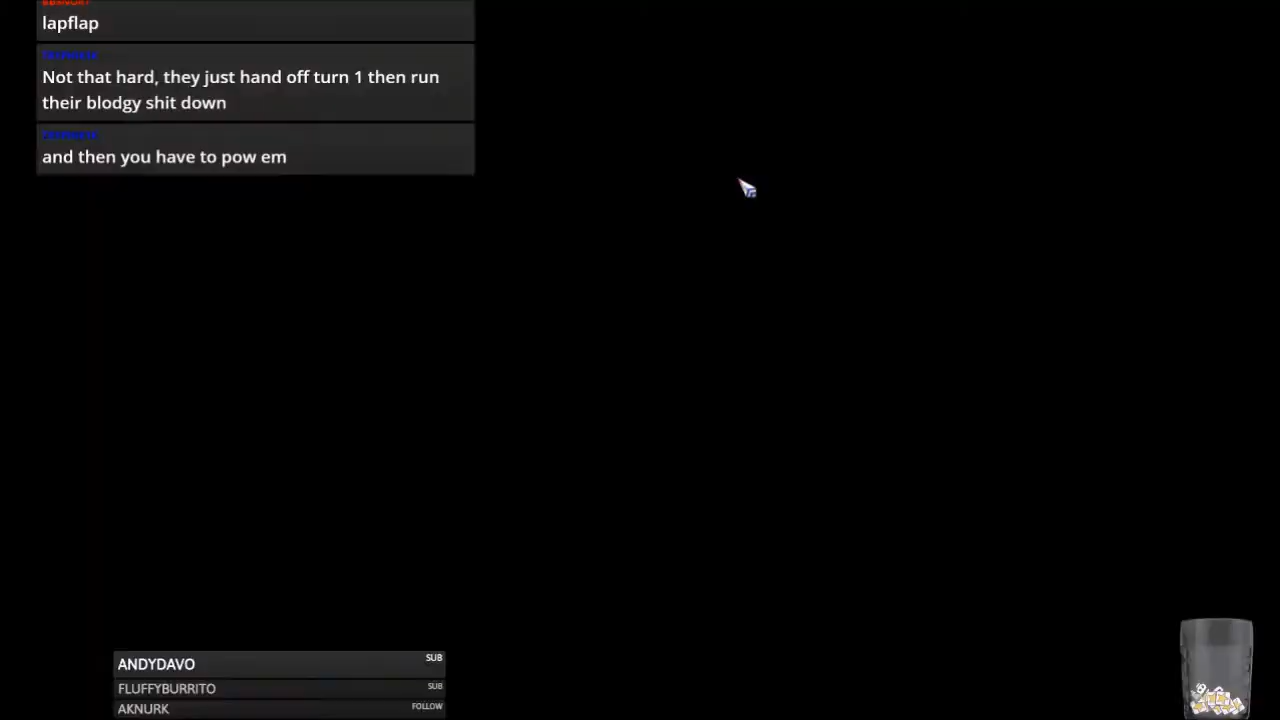 lapflap
Not that hard, they just hand off turn 1 then run
their blodgy shit down
and then you have to pow em
ANDYDAVO SUB
FLUFFYBURRITO SUB
AKNURK FOLLOW